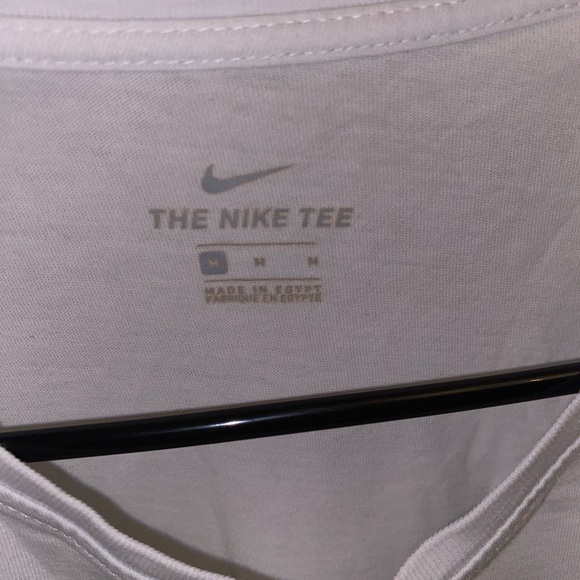 THE NIKE TEE
M M M
MADE IN EGYPT
FABRIQUE EN EGYPTE